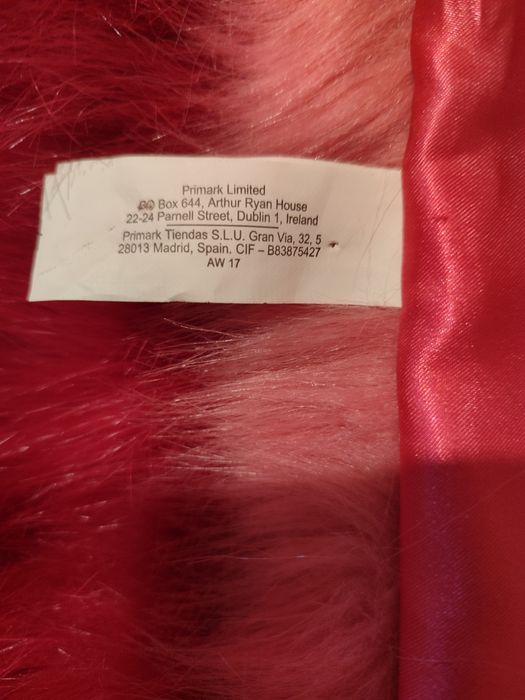 Primark Limited
PO Box 644, Arthur Ryan House
22-24 Parnell Street, Dublin 1, Ireland
Primark Tiendas S.L.U. Gran Via, 32, 5
28013 Madrid, Spain. CIF – B83875427
AW 17